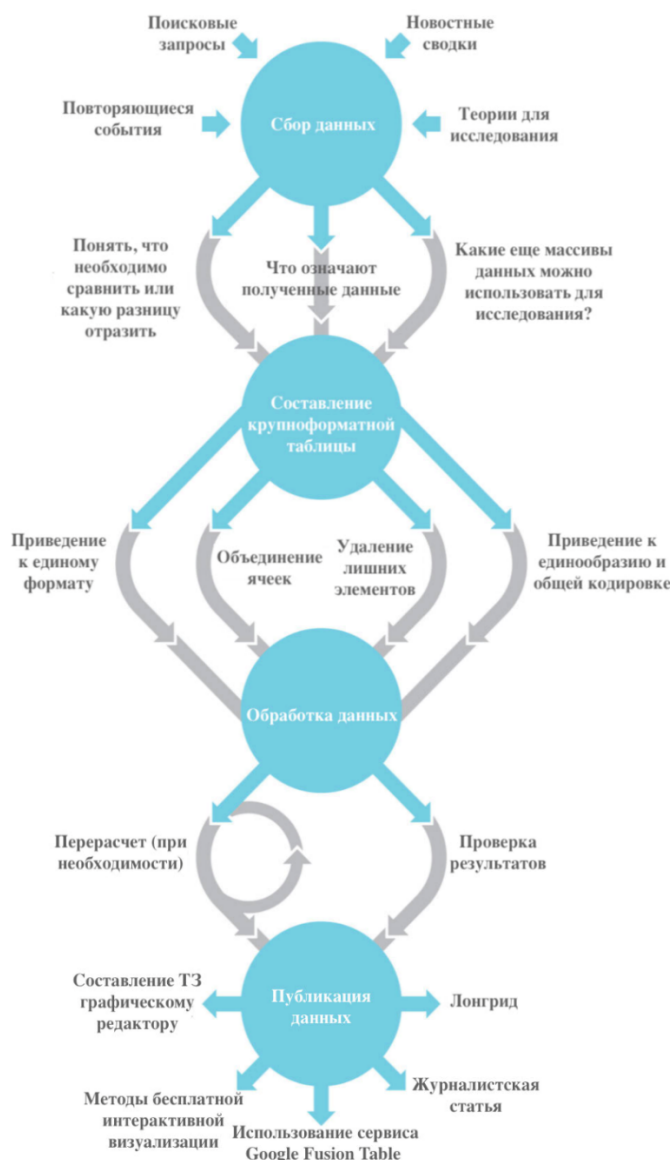 Поисковые
запросы
Новостные
сводки
Повторяющиеся
события
Сбор данных
Теории для
исследования
Понять, что
необходимо
сравнить или
какую разницу
отразить
Что означают
полученные данные
Какие еще массивы
данных можно
использовать для
исследования?
Составление
крупноформатной
таблицы
Приведение
к единому
формату
Объединение
ячеек
Удаление
лишних
элементов
Приведение к
единообразию и
общей кодировке
Обработка данных
Перерасчет (при
необходимости)
Проверка
результатов
Составление ТЗ
графическому
редактору
Публикация
данных
Лонгрид
Методы бесплатной
интерактивной
визуализации
Использование сервиса
Google Fusion Table
Журналистская
статья